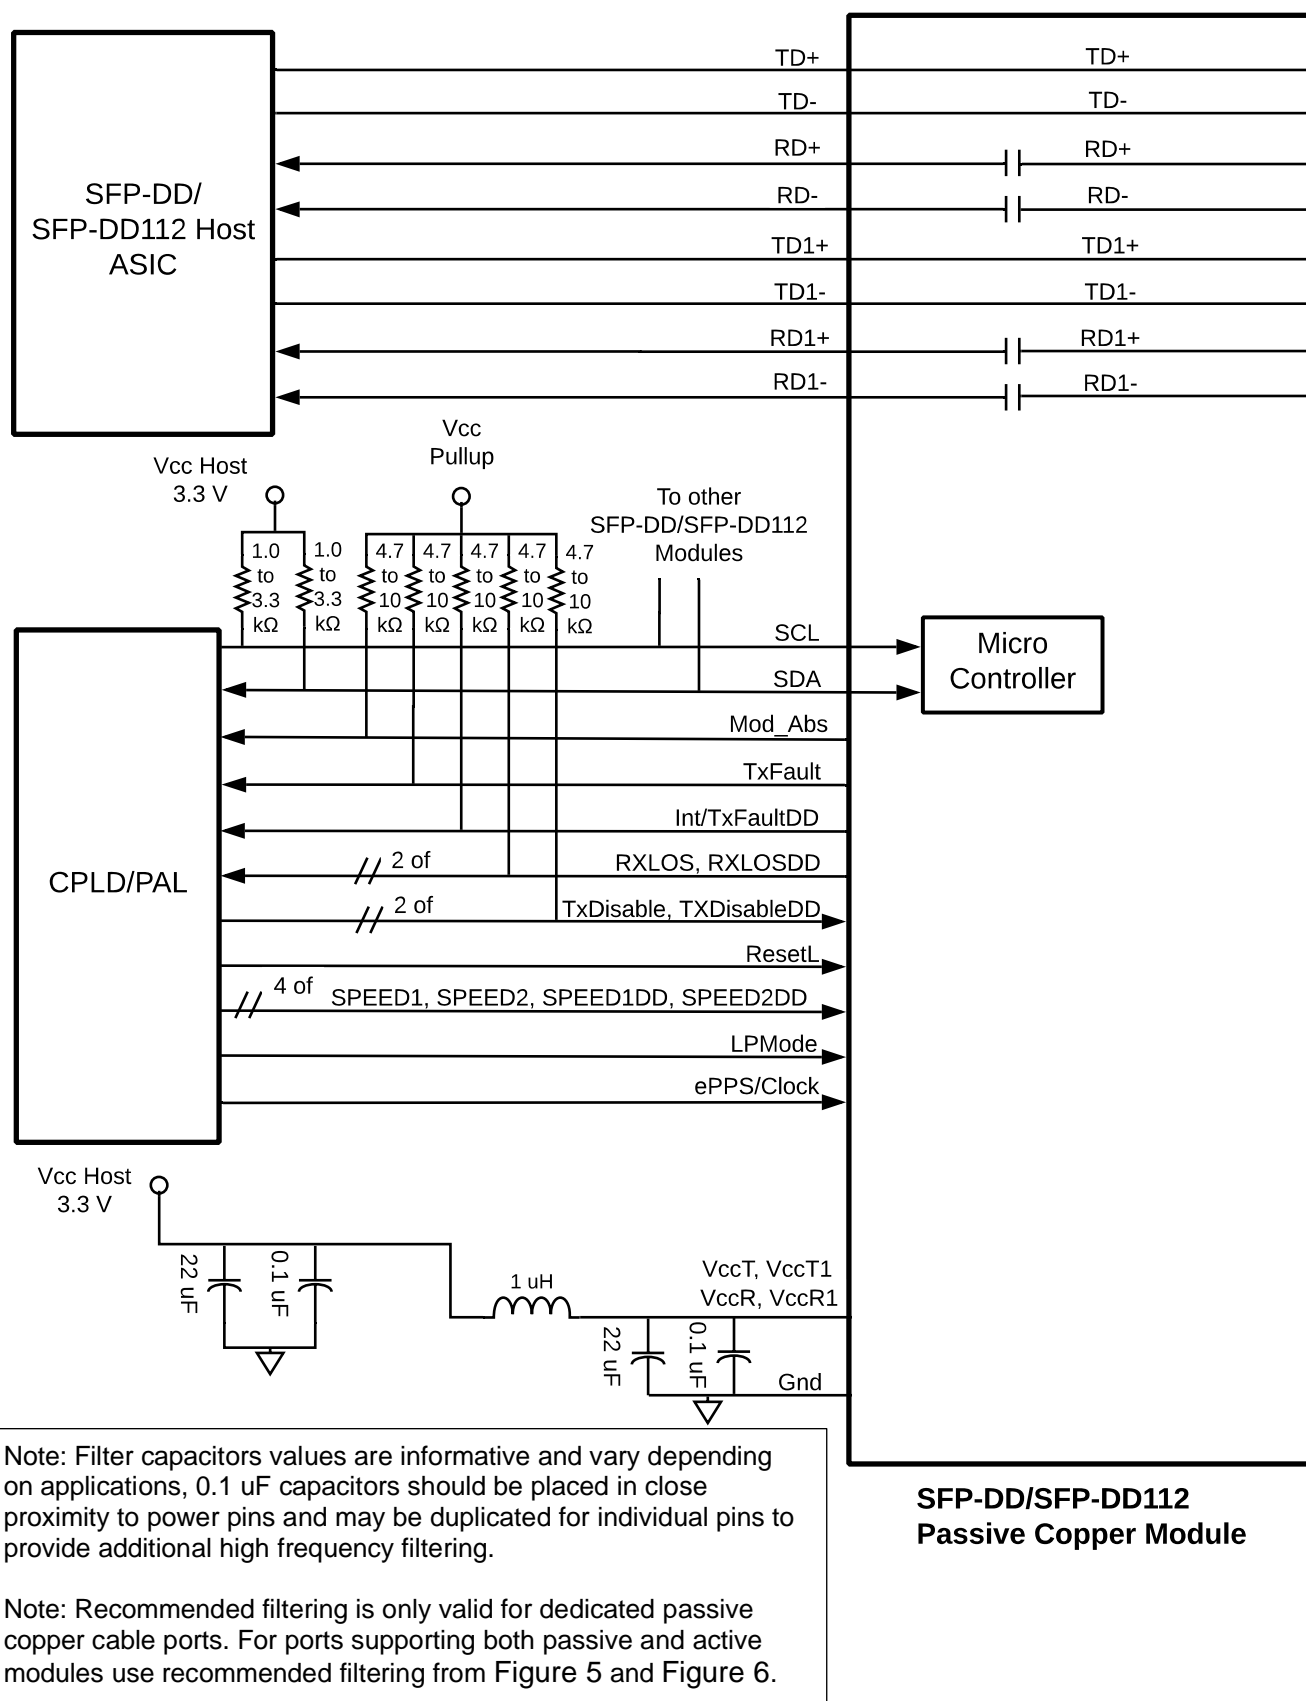 TD+
TD+
TD-
TD-
RD+
RD+
SFP-DD/
SFP-DD112 Host
ASIC
RD-
RD-
TD1+
TD1+
TD1-
TD1-
RD1+
RD1+
RD1-
RD1-
Vcc
Pullup
Vcc Host
3.3 V
To other
SFP-DD/SFP-DD112
Modules
1.0
to
3.3
kΩ
1.0
to
3.3
kΩ
4.7
to
10
kΩ
4.7
to
10
kΩ
4.7
to
10
kΩ
4.7
to
10
kΩ
4.7
to
10
kΩ
SCL
SDA
Micro
Controller
Mod_Abs
TxFault
Int/TxFaultDD
CPLD/PAL
2 of
RXLOS, RXLOSDD
2 of
TxDisable, TXDisableDD
ResetL
4 of
SPEED1, SPEED2, SPEED1DD, SPEED2DD
LPMode
ePPS/Clock
Vcc Host
3.3 V
22 uF
0.1 uF
1 uH
VccT, VccT1
VccR, VccR1
22 uF
0.1 uF
Gnd
Note: Filter capacitors values are informative and vary depending
on applications, 0.1 uF capacitors should be placed in close
proximity to power pins and may be duplicated for individual pins to
provide additional high frequency filtering.
Note: Recommended filtering is only valid for dedicated passive
copper cable ports. For ports supporting both passive and active
modules use recommended filtering from Figure 5 and Figure 6.
SFP-DD/SFP-DD112
Passive Copper Module